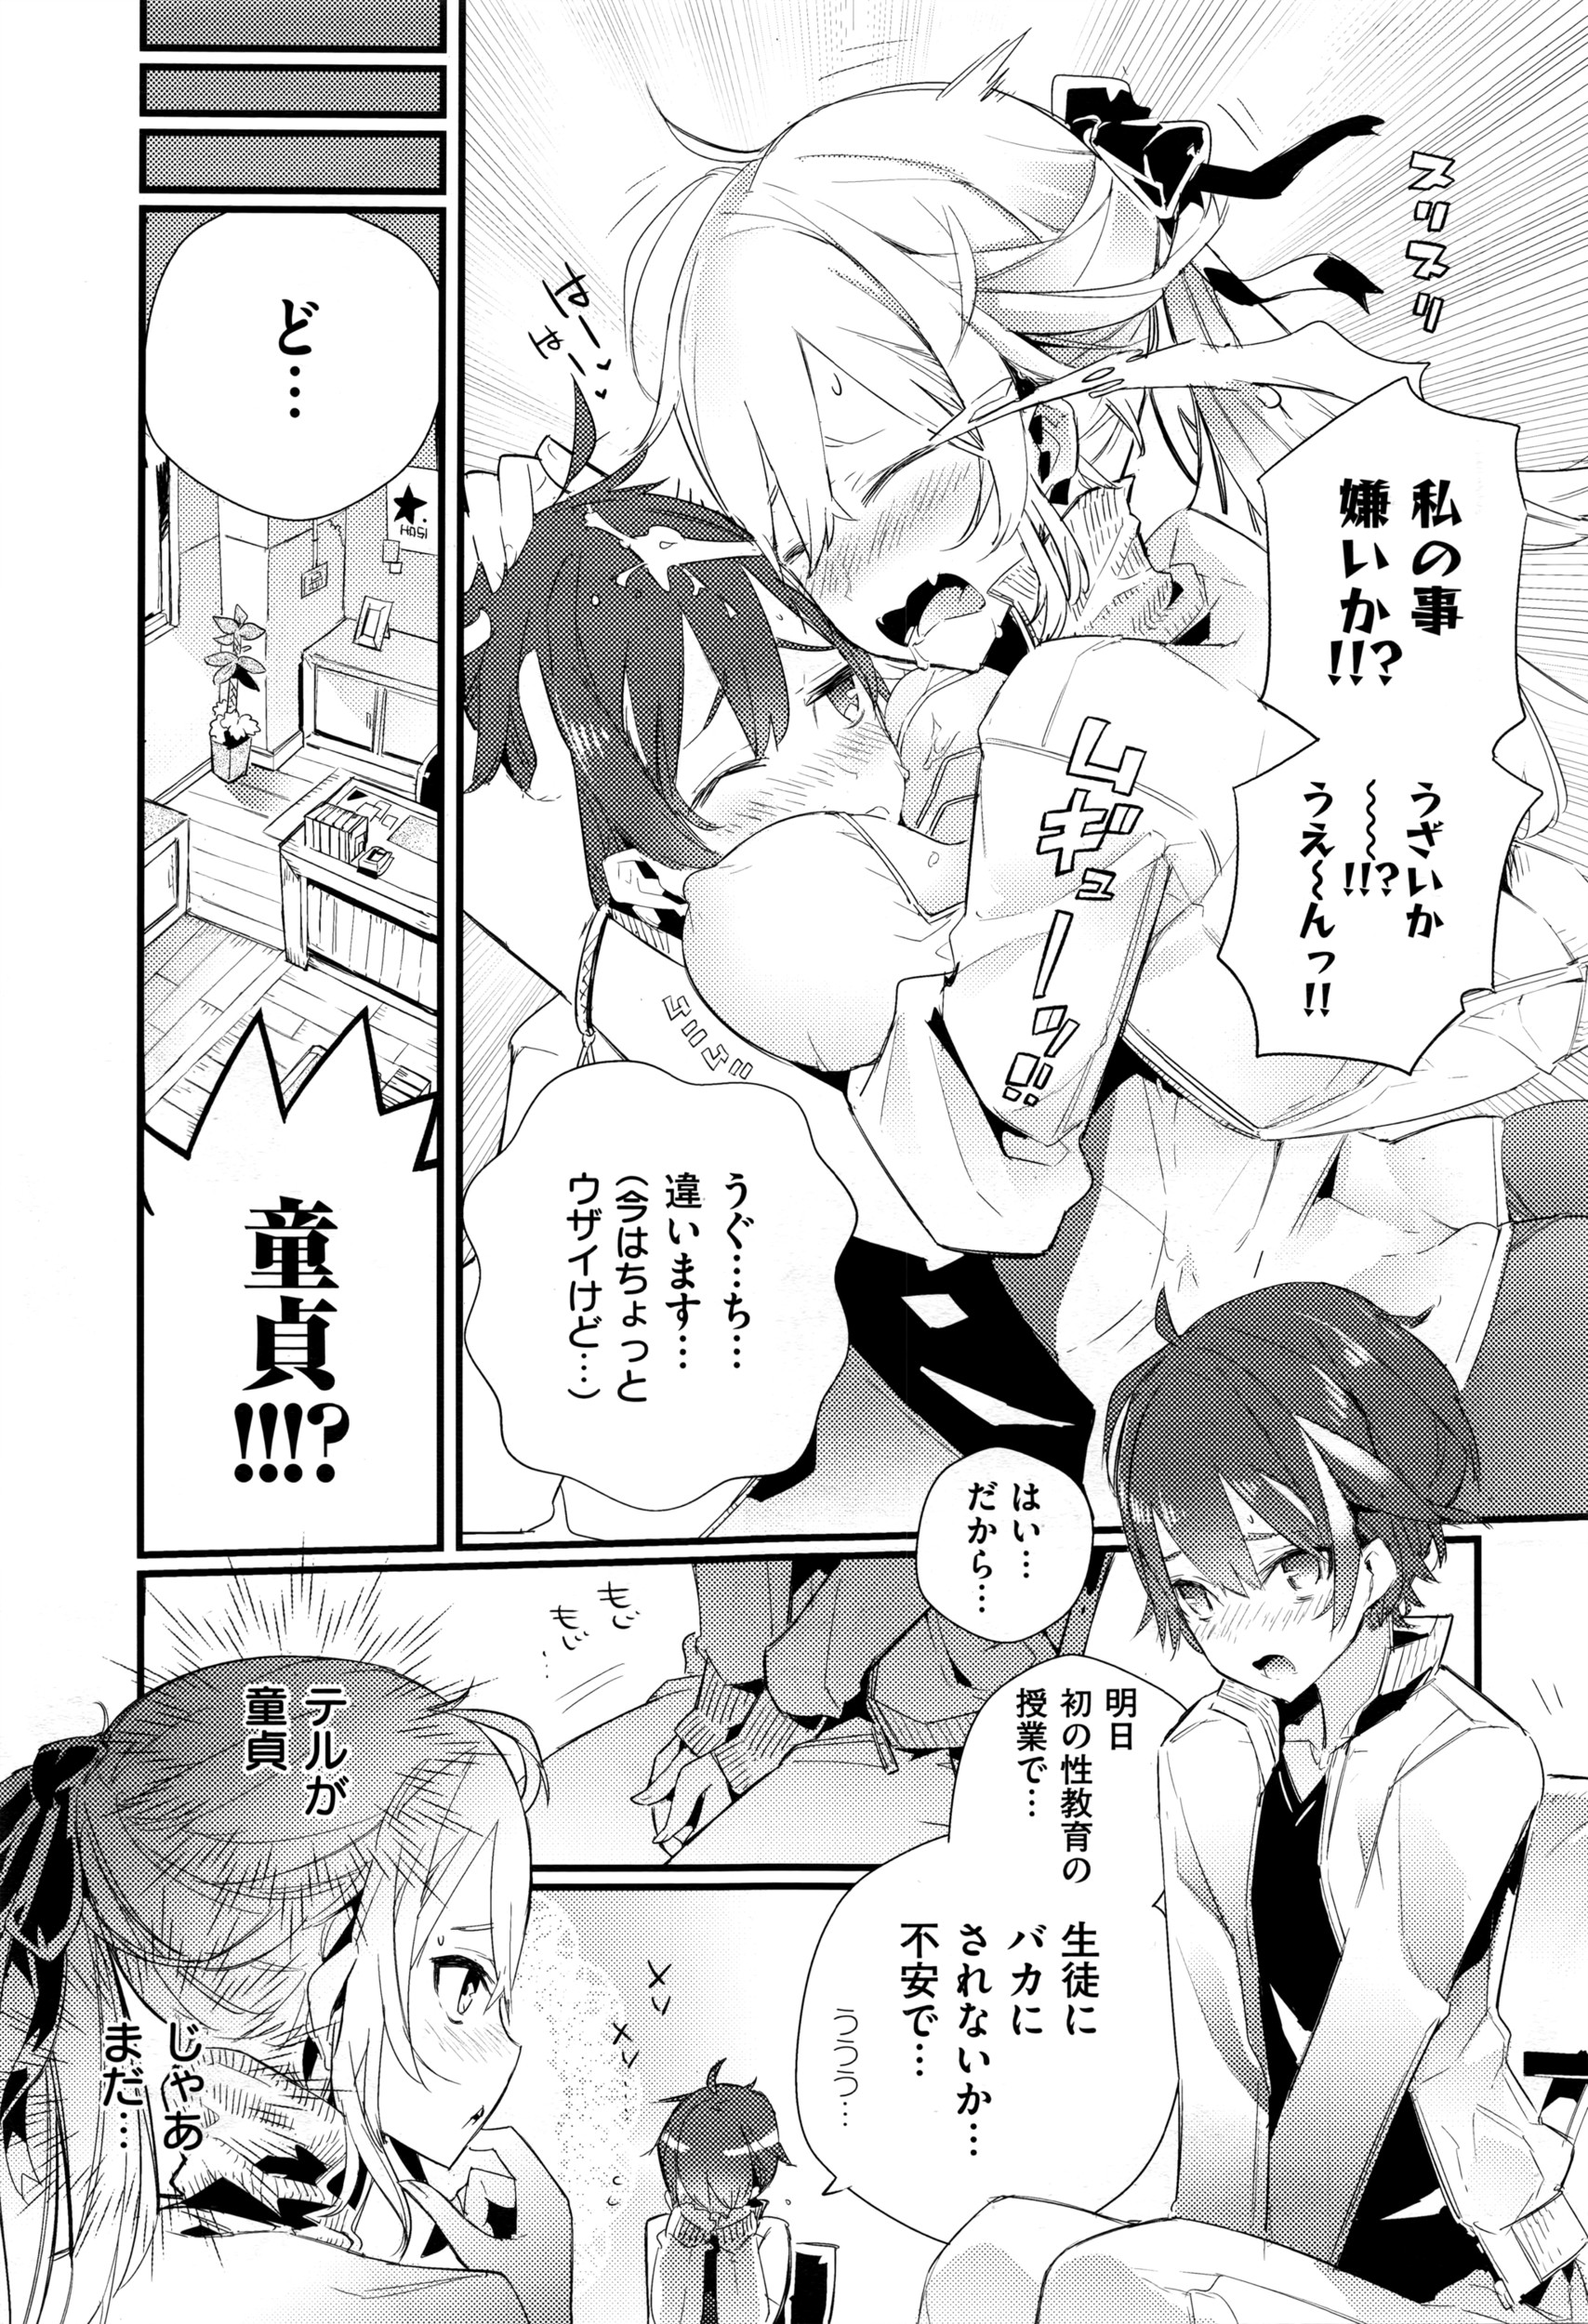 スリスリ
はーはー
私の事
嫌いか!!?
うざいか
～～～!!?
うえ～んっ!!
ムギューッ!!
うぐ…ち…
違います…
(今はちょっと
ウザイけど…)
HOSI
ど…
童貞!!!?
はい…
だから…
明日
初の性教育の
授業で…
生徒に
バカに
されないか…
不安で…
ううう…
もじ
もじ
テルが
童貞
じゃあ
まだ…